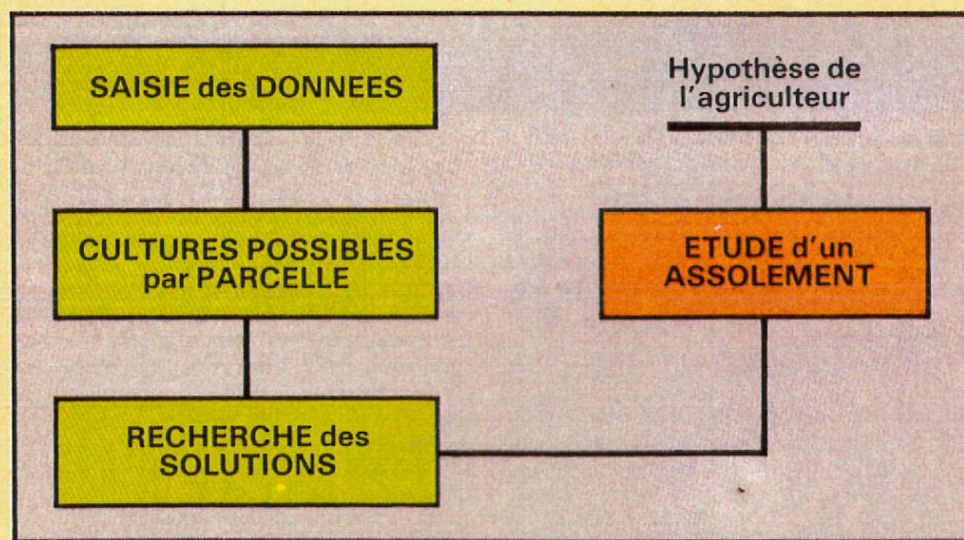 SAISIE des DONNEES
Hypothèse de
l'agriculteur
CULTURES POSSIBLES
par PARCELLE
ETUDE d'un
ASSOLEMENT
RECHERCHE des
SOLUTIONS